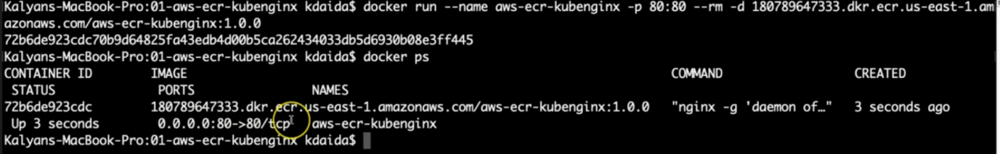 Kalyans-MacBook-Pro:01-aws-ecr-kubenginx kdaida$ docker run --name aws-ecr-kubenginx -p 80:80 --rm -d 180789647333.dkr.ecr.us-east-1.am
azonaws.com/aws-ecr-kubenginx:1.0.0
72b6de923cdc70b9d64825fa43edb4d00b5ca262434033db5d6930b08e3ff445
Kalyans-MacBook-Pro:01-aws-ecr-kubenginx kdaida$ docker ps
CONTAINER ID IMAGE COMMAND CREATED
STATUS PORTS NAMES
72b6de923cdc 180789647333.dkr.ecr.us-east-1.amazonaws.com/aws-ecr-kubenginx:1.0.0 "nginx -g 'daemon of…" 3 seconds ago
Up 3 seconds 0.0.0.0:80->80/tcp aws-ecr-kubenginx
Kalyans-MacBook-Pro:01-aws-ecr-kubenginx kdaida$